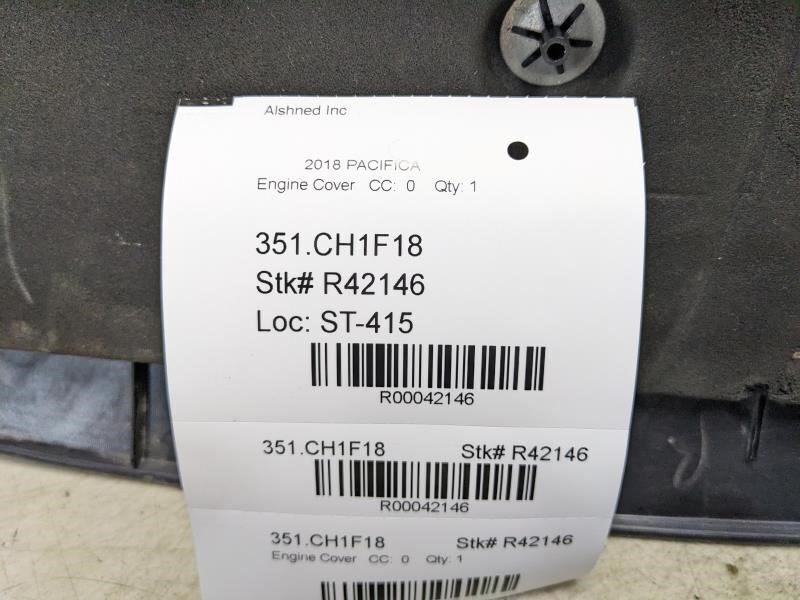 Alshned Inc
2018 PACIFICA
Engine Cover CC: 0 Qty: 1
351.CH1F18
Stk# R42146
Loc: ST-415
R00042146
351.CH1F18 Stk# R42146
R00042146
351.CH1F18 Stk# R42146
Engine Cover CC: 0 Qty: 1